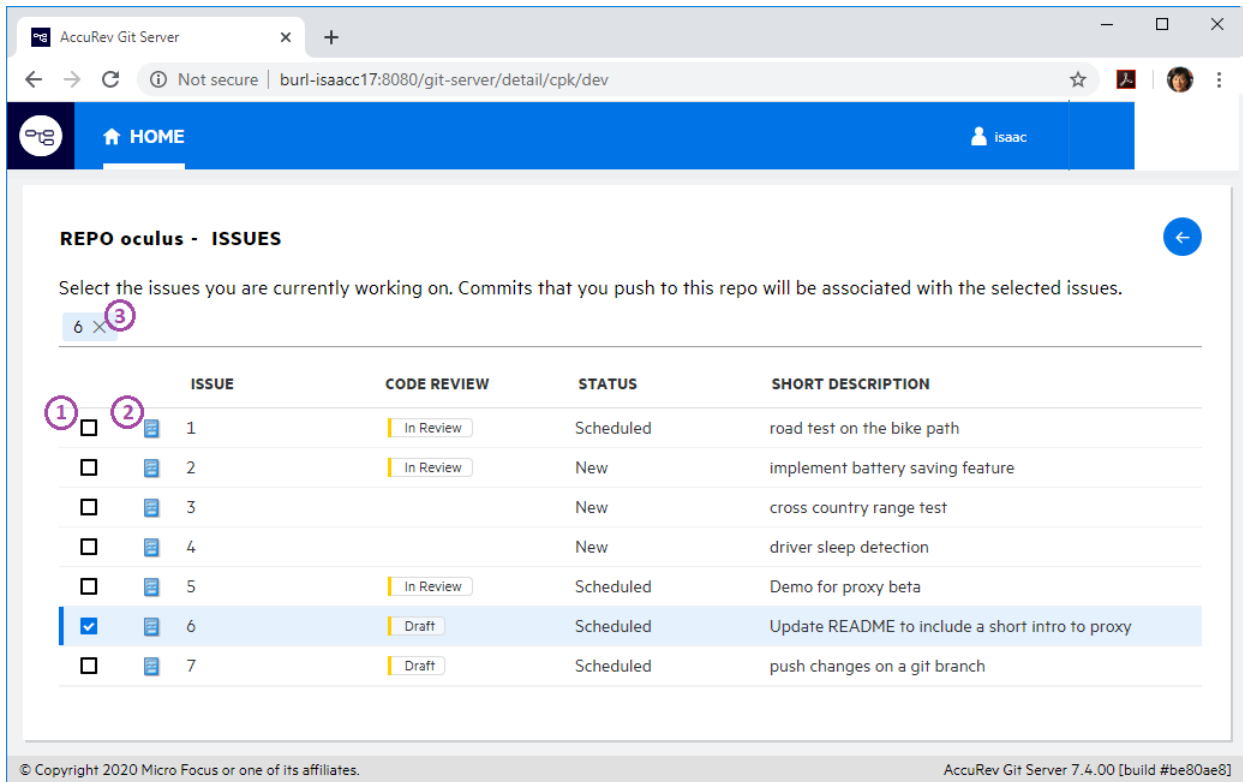 AccuRev Git Server
Not secure | burl-isaacc17:8080/git-server/detail/cpk/dev
HOME
isaac
REPO oculus - ISSUES
Select the issues you are currently working on. Commits that you push to this repo will be associated with the selected issues.
6 3
ISSUE CODE REVIEW STATUS SHORT DESCRIPTION
1 2 1 In Review Scheduled road test on the bike path
2 In Review New implement battery saving feature
3 New cross country range test
4 New driver sleep detection
5 In Review Scheduled Demo for proxy beta
6 Draft Scheduled Update README to include a short intro to proxy
7 Draft Scheduled push changes on a git branch
© Copyright 2020 Micro Focus or one of its affiliates. AccuRev Git Server 7.4.00 [build #be80ae8]